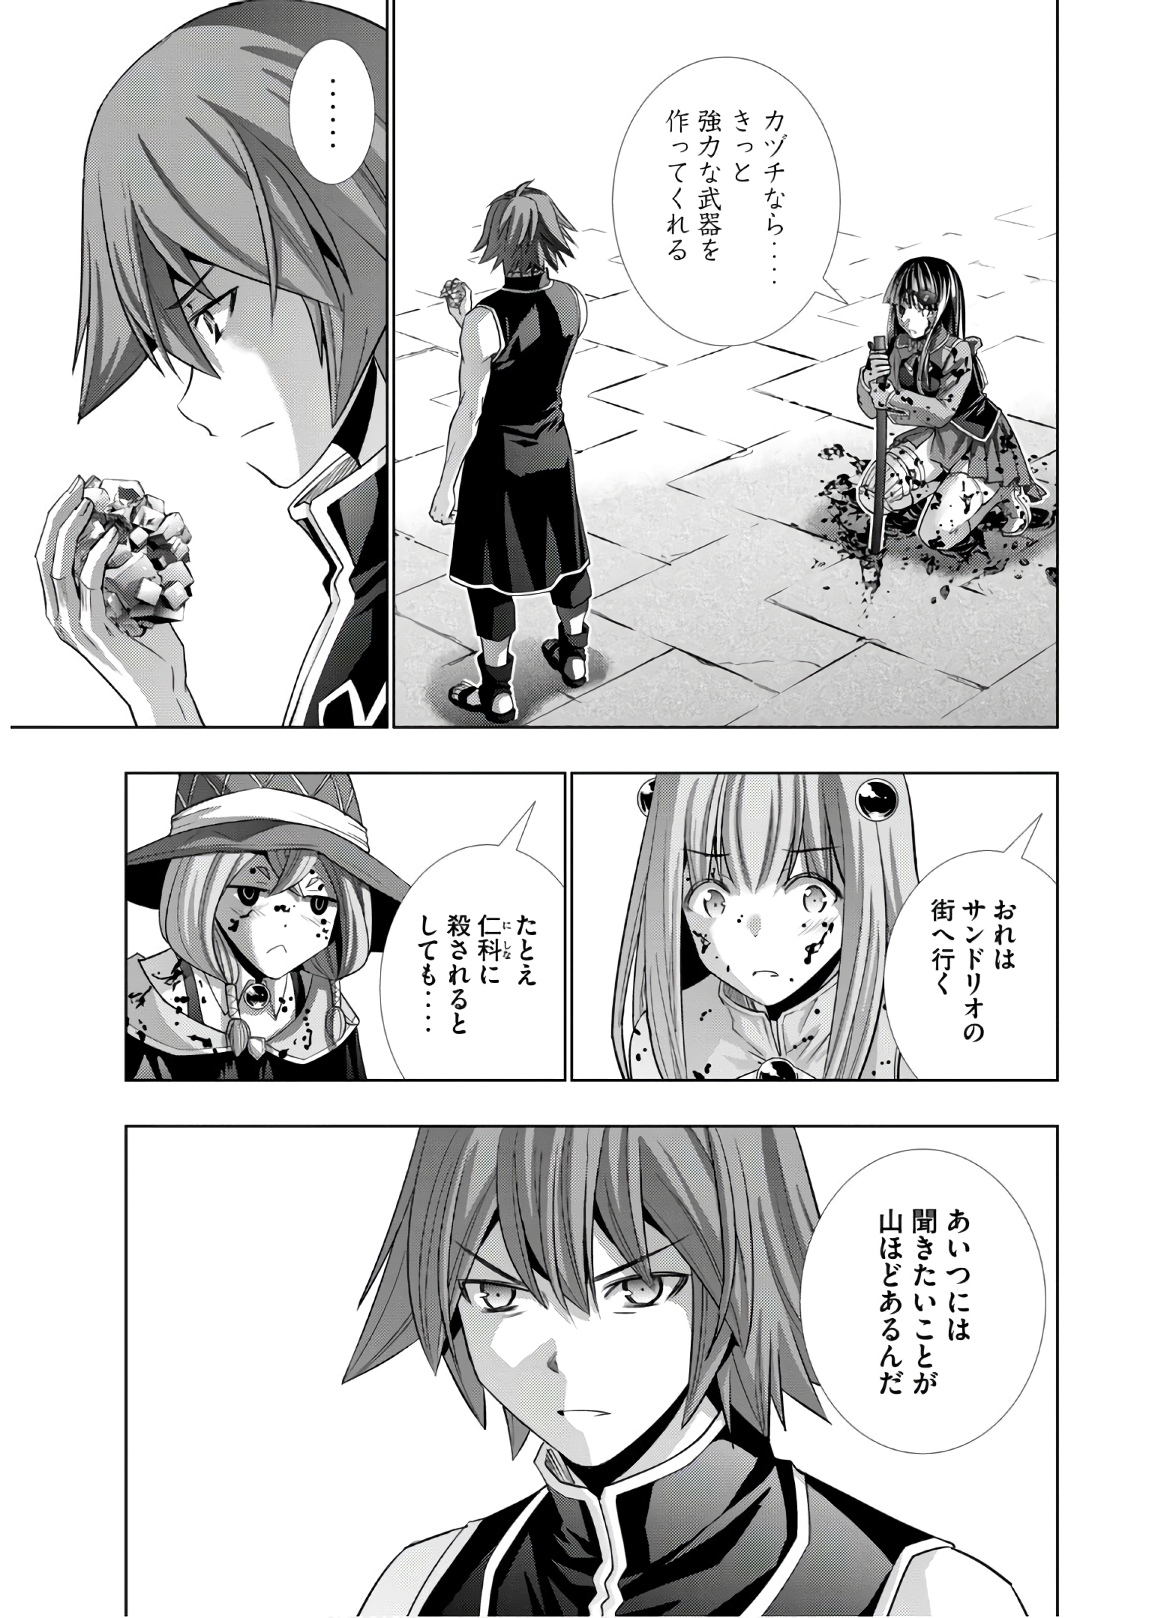 カヅチなら‥‥
きっと
強力な武器を
作ってくれる
‥‥‥
おれは
サンドリオの
街へ行く
たとえ
仁科に
にしな
殺されると
しても‥‥
あいつには
聞きたいことが
山ほどあるんだ